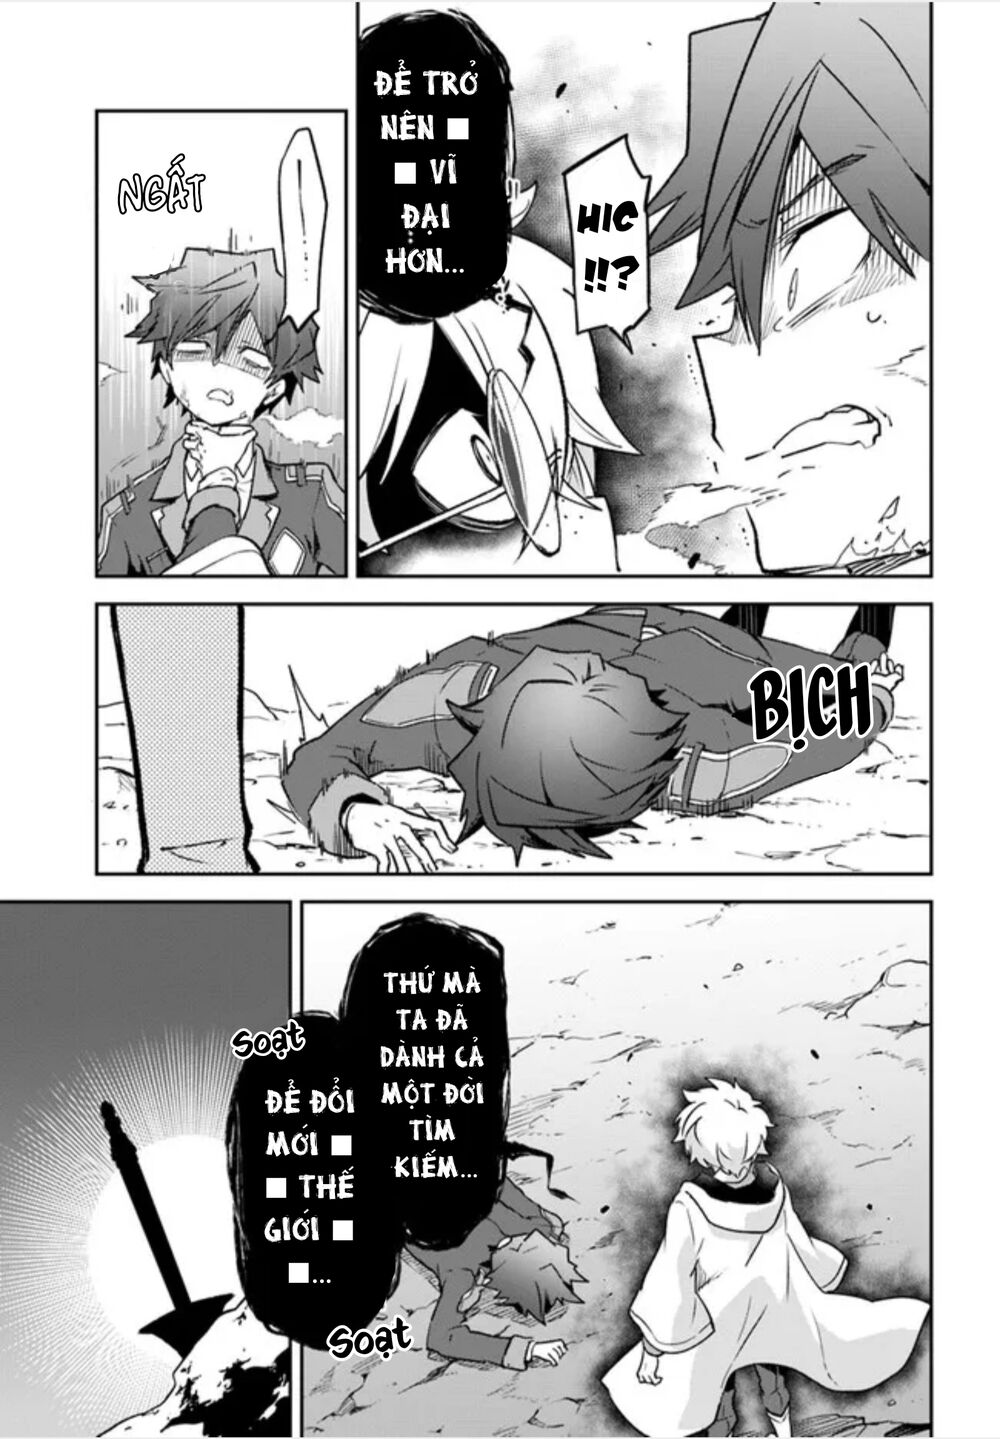 ĐỂ TRỞ
NÊN ■
■ VĨ
ĐẠI
HƠN...
HIC
!!?
......
NGẤT
BỊCH
THỨ MÀ
TA ĐÃ
DÀNH CẢ
MỘT ĐỜI
TÌM
KIẾM...
Soạt
ĐỂ ĐỔI
MỚI ■
■ THẾ
GIỚI ■
■...
Soạt